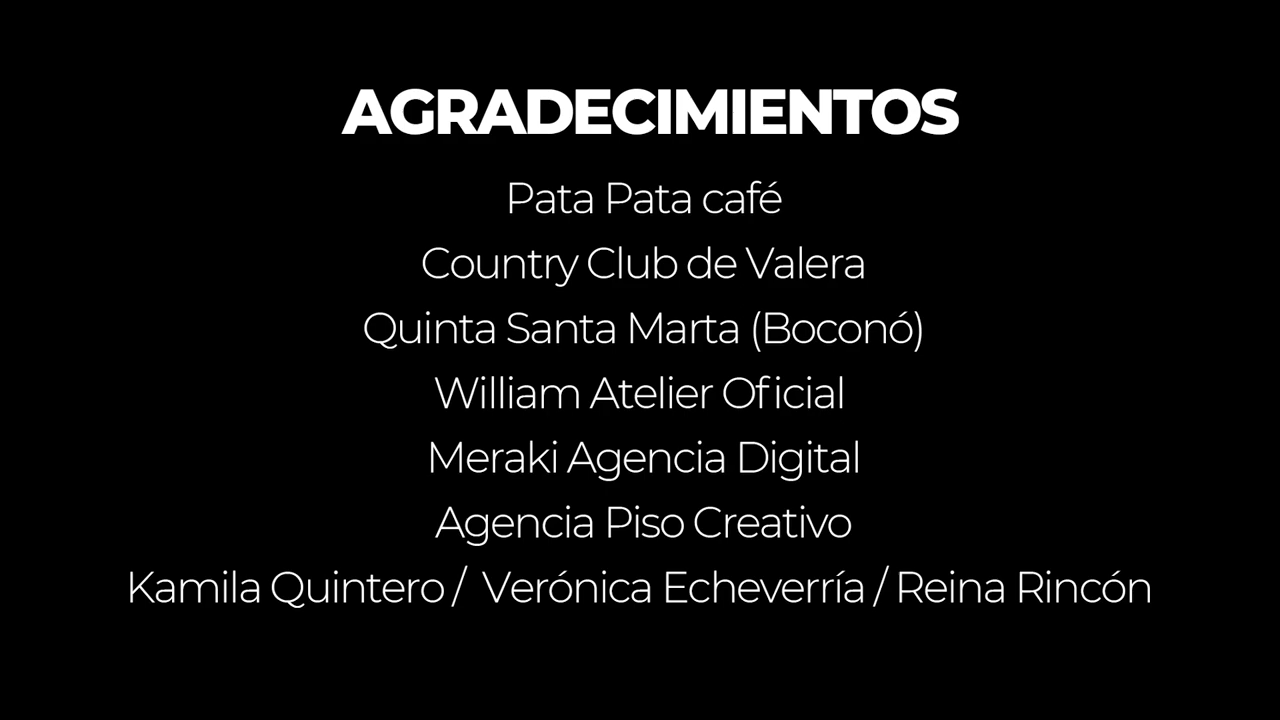 AGRADECIMIENTOS
Pata Pata café
Country Club de Valera
Quinta Santa Marta (Boconó)
William Atelier Oficial
Meraki Agencia Digital
Agencia Piso Creativo
Kamila Quintero / Verónica Echeverría / Reina Rincón